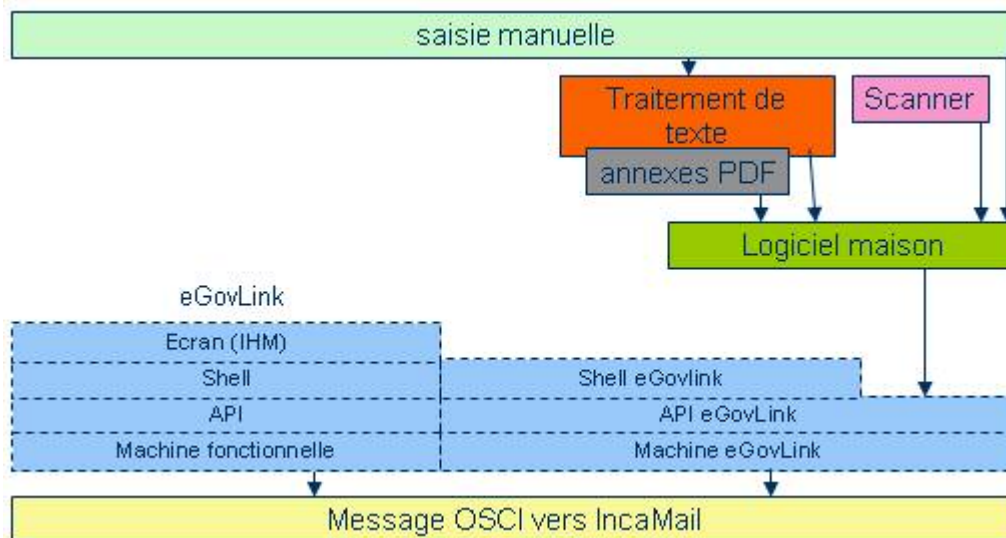 saisie manuelle
Traitement de
texte
Scanner
annexes PDF
Logiciel maison
eGovLink
Ecran (IHM)
Shell
Shell eGovlink
API
API eGovLink
Machine fonctionnelle
Machine eGovLink
Message OSCI vers IncaMail